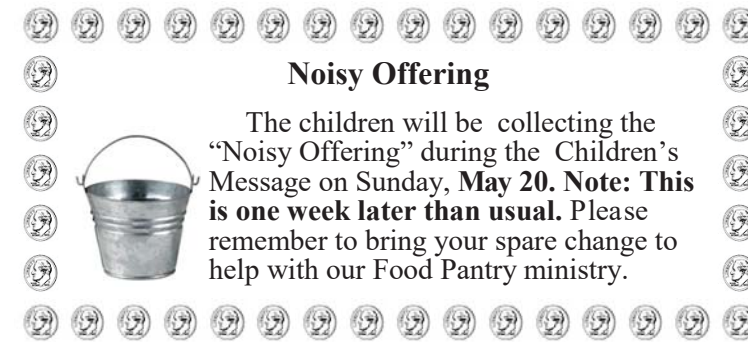 Noisy Offering
The children will be collecting the
“Noisy Offering” during the Children’s
Message on Sunday, May 20. Note: This
is one week later than usual. Please
remember to bring your spare change to
help with our Food Pantry ministry.